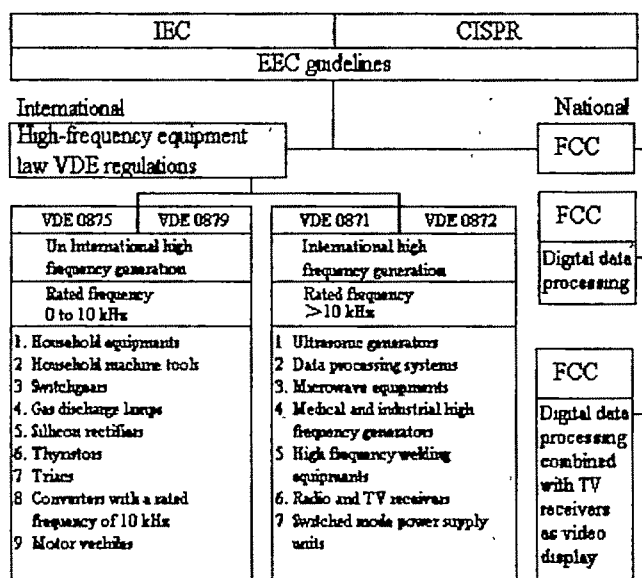 IEC
CISPR
EEC guidelines
International
National
High-frequency equipment
law VDE regulations
FCC
VDE 0875
VDE 0879
Un International high
frequency generation
Rated frequency
0 to 10 kHz
1. Household equipments
2 Household machine tools
3 Switchgears
4. Gas discharge lamps
5. Silicon rectifiers
6. Thyristors
7 Triacs
8 Converters with a rated
frequency of 10 kHz
9 Motor vechiles
VDE 0871
VDE 0872
International high
frequency generation
Rated frequency
>10 kHz
1 Ultrasonic generators
2 Data processing systems
3. Microwave equipments
4 Medical and industrial high
frequency generators
5 High frequency welding
equipments
6. Radio and TV receivers
7 Switched mode power supply
units
FCC
Digital data
processing
FCC
Digital data
processing
combined
with TV
receivers
as video
display